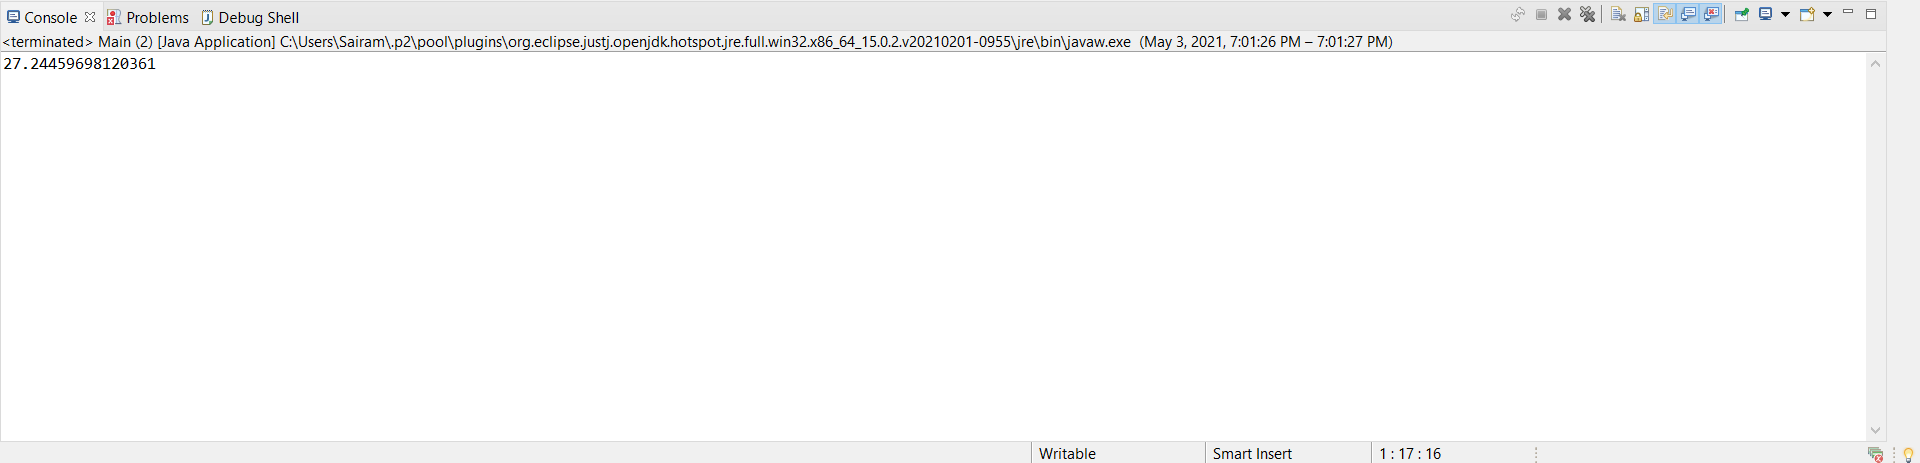 Console Problems Debug Shell
<terminated> Main (2) [Java Application] C:\Users\Sairam\.p2\pool\plugins\org.eclipse.justj.openjdk.hotspot.jre.full.win32.x86_64_15.0.2.v20210201-0955\jre\bin\javaw.exe (May 3, 2021, 7:01:26 PM – 7:01:27 PM)
27.24459698120361
Writable Smart Insert 1 : 17 : 16